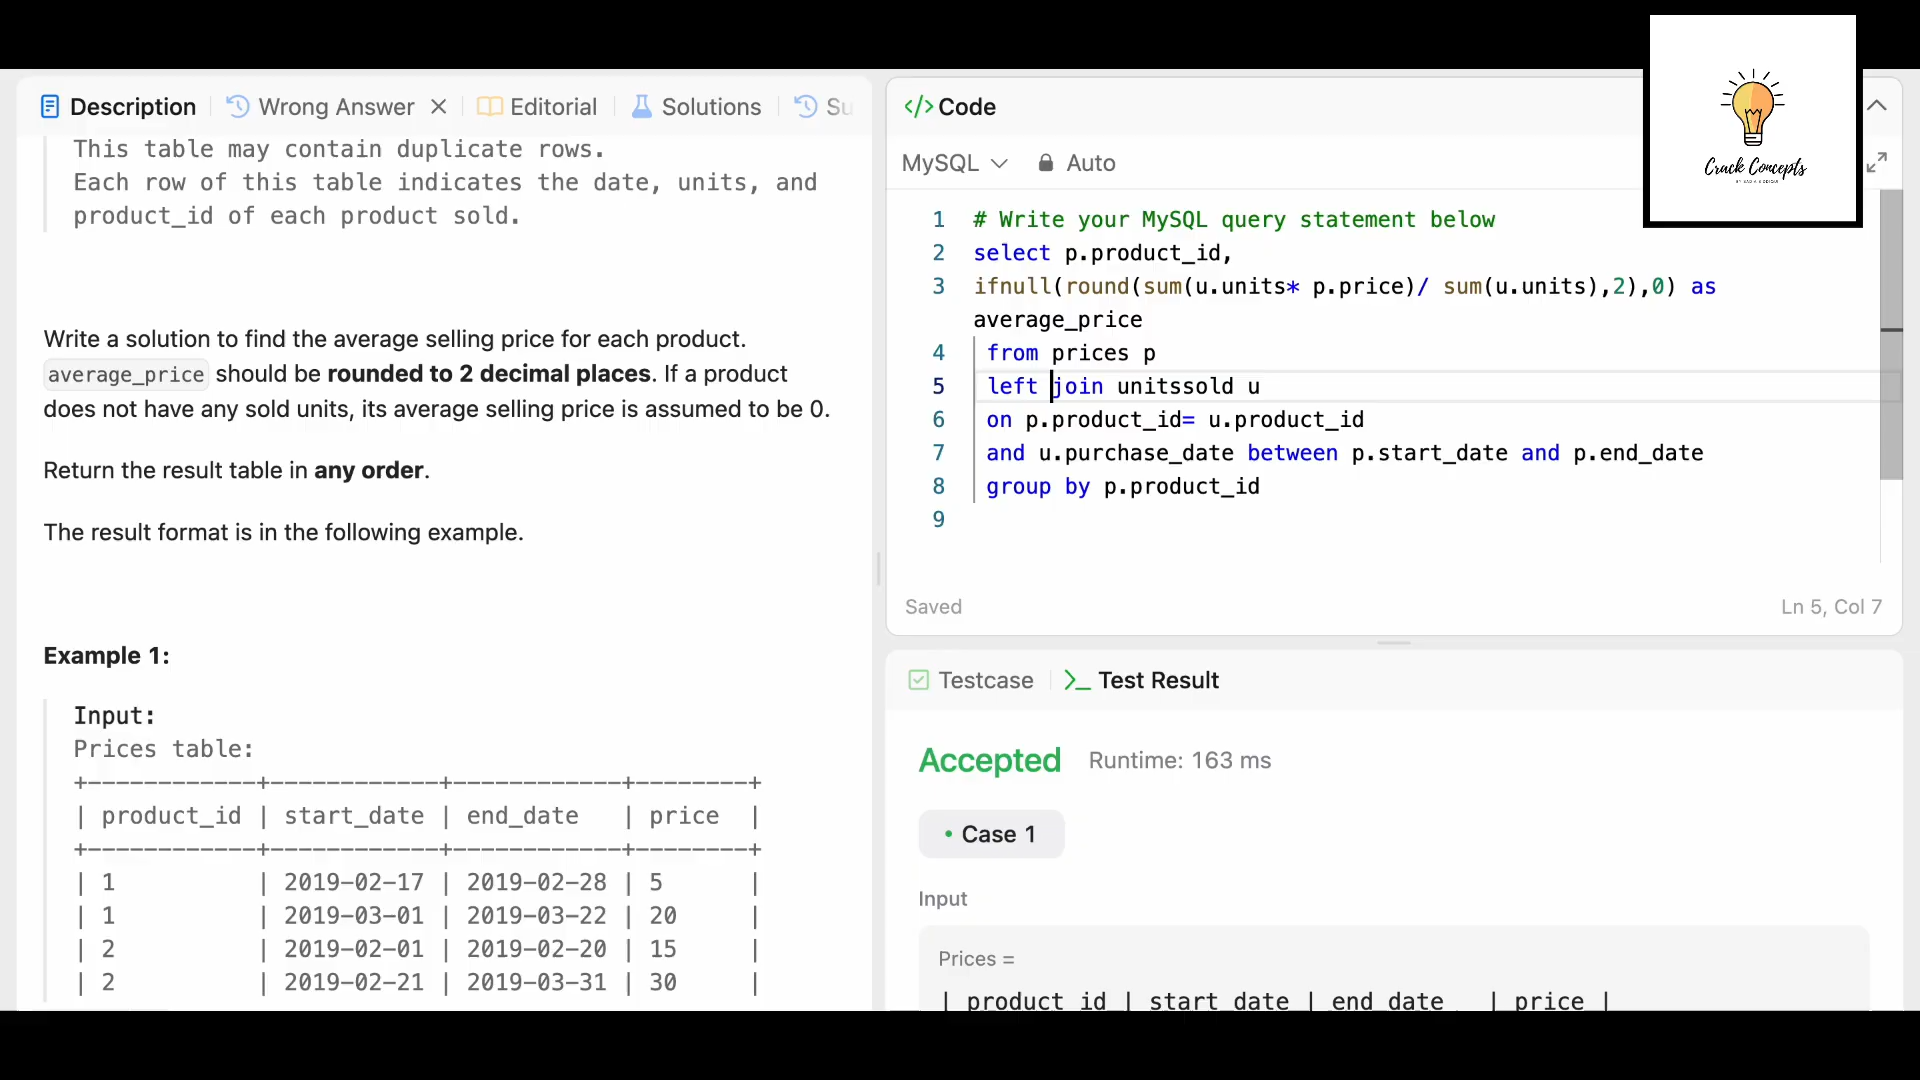 Description
Wrong Answer
Editorial
Solutions
Su
This table may contain duplicate rows.
Each row of this table indicates the date, units, and
product_id of each product sold.
Write a solution to find the average selling price for each product.
average_price should be rounded to 2 decimal places. If a product
does not have any sold units, its average selling price is assumed to be 0.
Return the result table in any order.
The result format is in the following example.
Example 1:
Input:
Prices table:
+------------+------------+------------+--------+
| product_id | start_date | end_date   | price  |
+------------+------------+------------+--------+
| 1          | 2019-02-17 | 2019-02-28 | 5      |
| 1          | 2019-03-01 | 2019-03-22 | 20     |
| 2          | 2019-02-01 | 2019-02-20 | 15     |
| 2          | 2019-02-21 | 2019-03-31 | 30     |
</> Code
MySQL
Auto
1 # Write your MySQL query statement below
2 select p.product_id,
3 ifnull(round(sum(u.units* p.price)/ sum(u.units),2),0) as
average_price
4 from prices p
5 left join unitssold u
6 on p.product_id= u.product_id
7 and u.purchase_date between p.start_date and p.end_date
8 group by p.product_id
9
Saved
Ln 5, Col 7
Testcase
>_ Test Result
Accepted
Runtime: 163 ms
• Case 1
Input
Prices =
| product_id | start_date | end_date   | price |
Crack Concepts